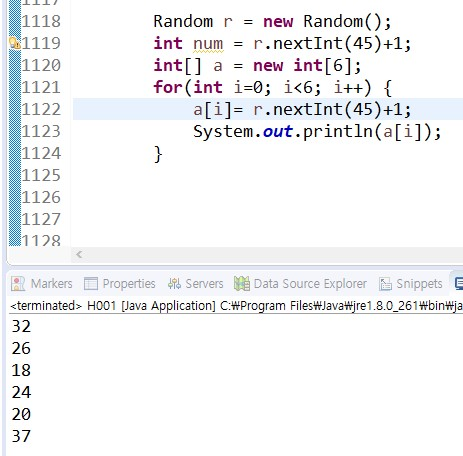 1117
1118 Random r = new Random();
1119 int num = r.nextInt(45)+1;
1120 int[] a = new int[6];
1121 for(int i=0; i<6; i++) {
1122 a[i]= r.nextInt(45)+1;
1123 System.out.println(a[i]);
1124 }
1125
1126
1127
1128
Markers Properties Servers Data Source Explorer Snippets
<terminated> H001 [Java Application] C:₩Program Files₩Java₩jre1.8.0_261₩bin₩ja
32
26
18
24
20
37